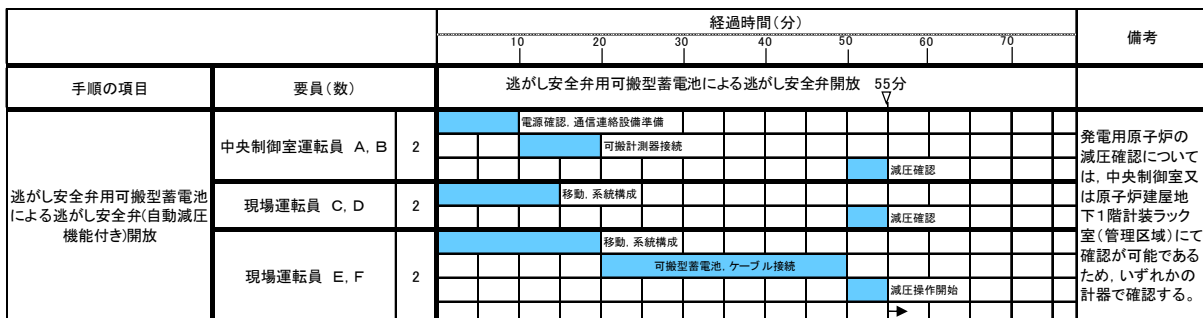 経過時間(分)
備考
10 20 30 40 50 60 70
手順の項目
要員(数)
逃がし安全弁用可搬型蓄電池による逃がし安全弁開放 55分
逃がし安全弁用可搬型蓄電池
による逃がし安全弁(自動減圧
機能付き)開放
中央制御室運転員 A, B
2
電源確認, 通信連絡設備準備
可搬計測器接続
減圧確認
現場運転員 C, D
2
移動, 系統構成
減圧確認
現場運転員 E, F
2
移動, 系統構成
可搬型蓄電池, ケーブル接続
減圧操作開始
発電用原子炉の
減圧確認について
は, 中央制御室又
は原子炉建屋地
下1階計装ラック
室(管理区域)にて
確認が可能である
ため, いずれかの
計器で確認する。